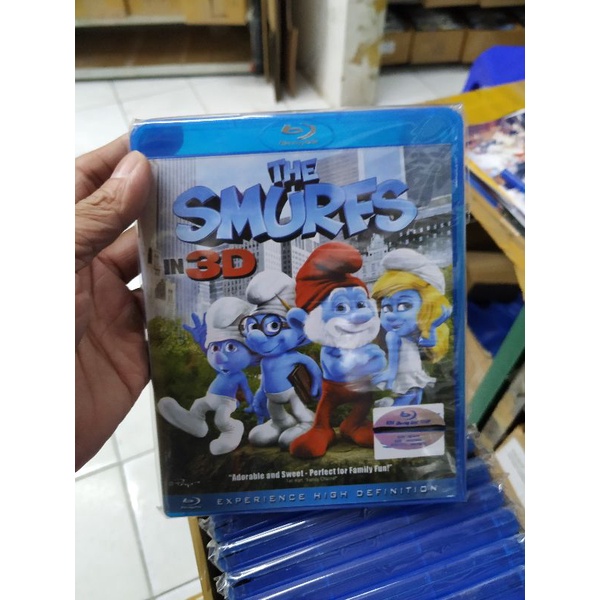 THE
SMURFS
IN 3D
"Adorable and Sweet - Perfect for Family Fun!"
EXPERIENCE HIGH DEFINITION